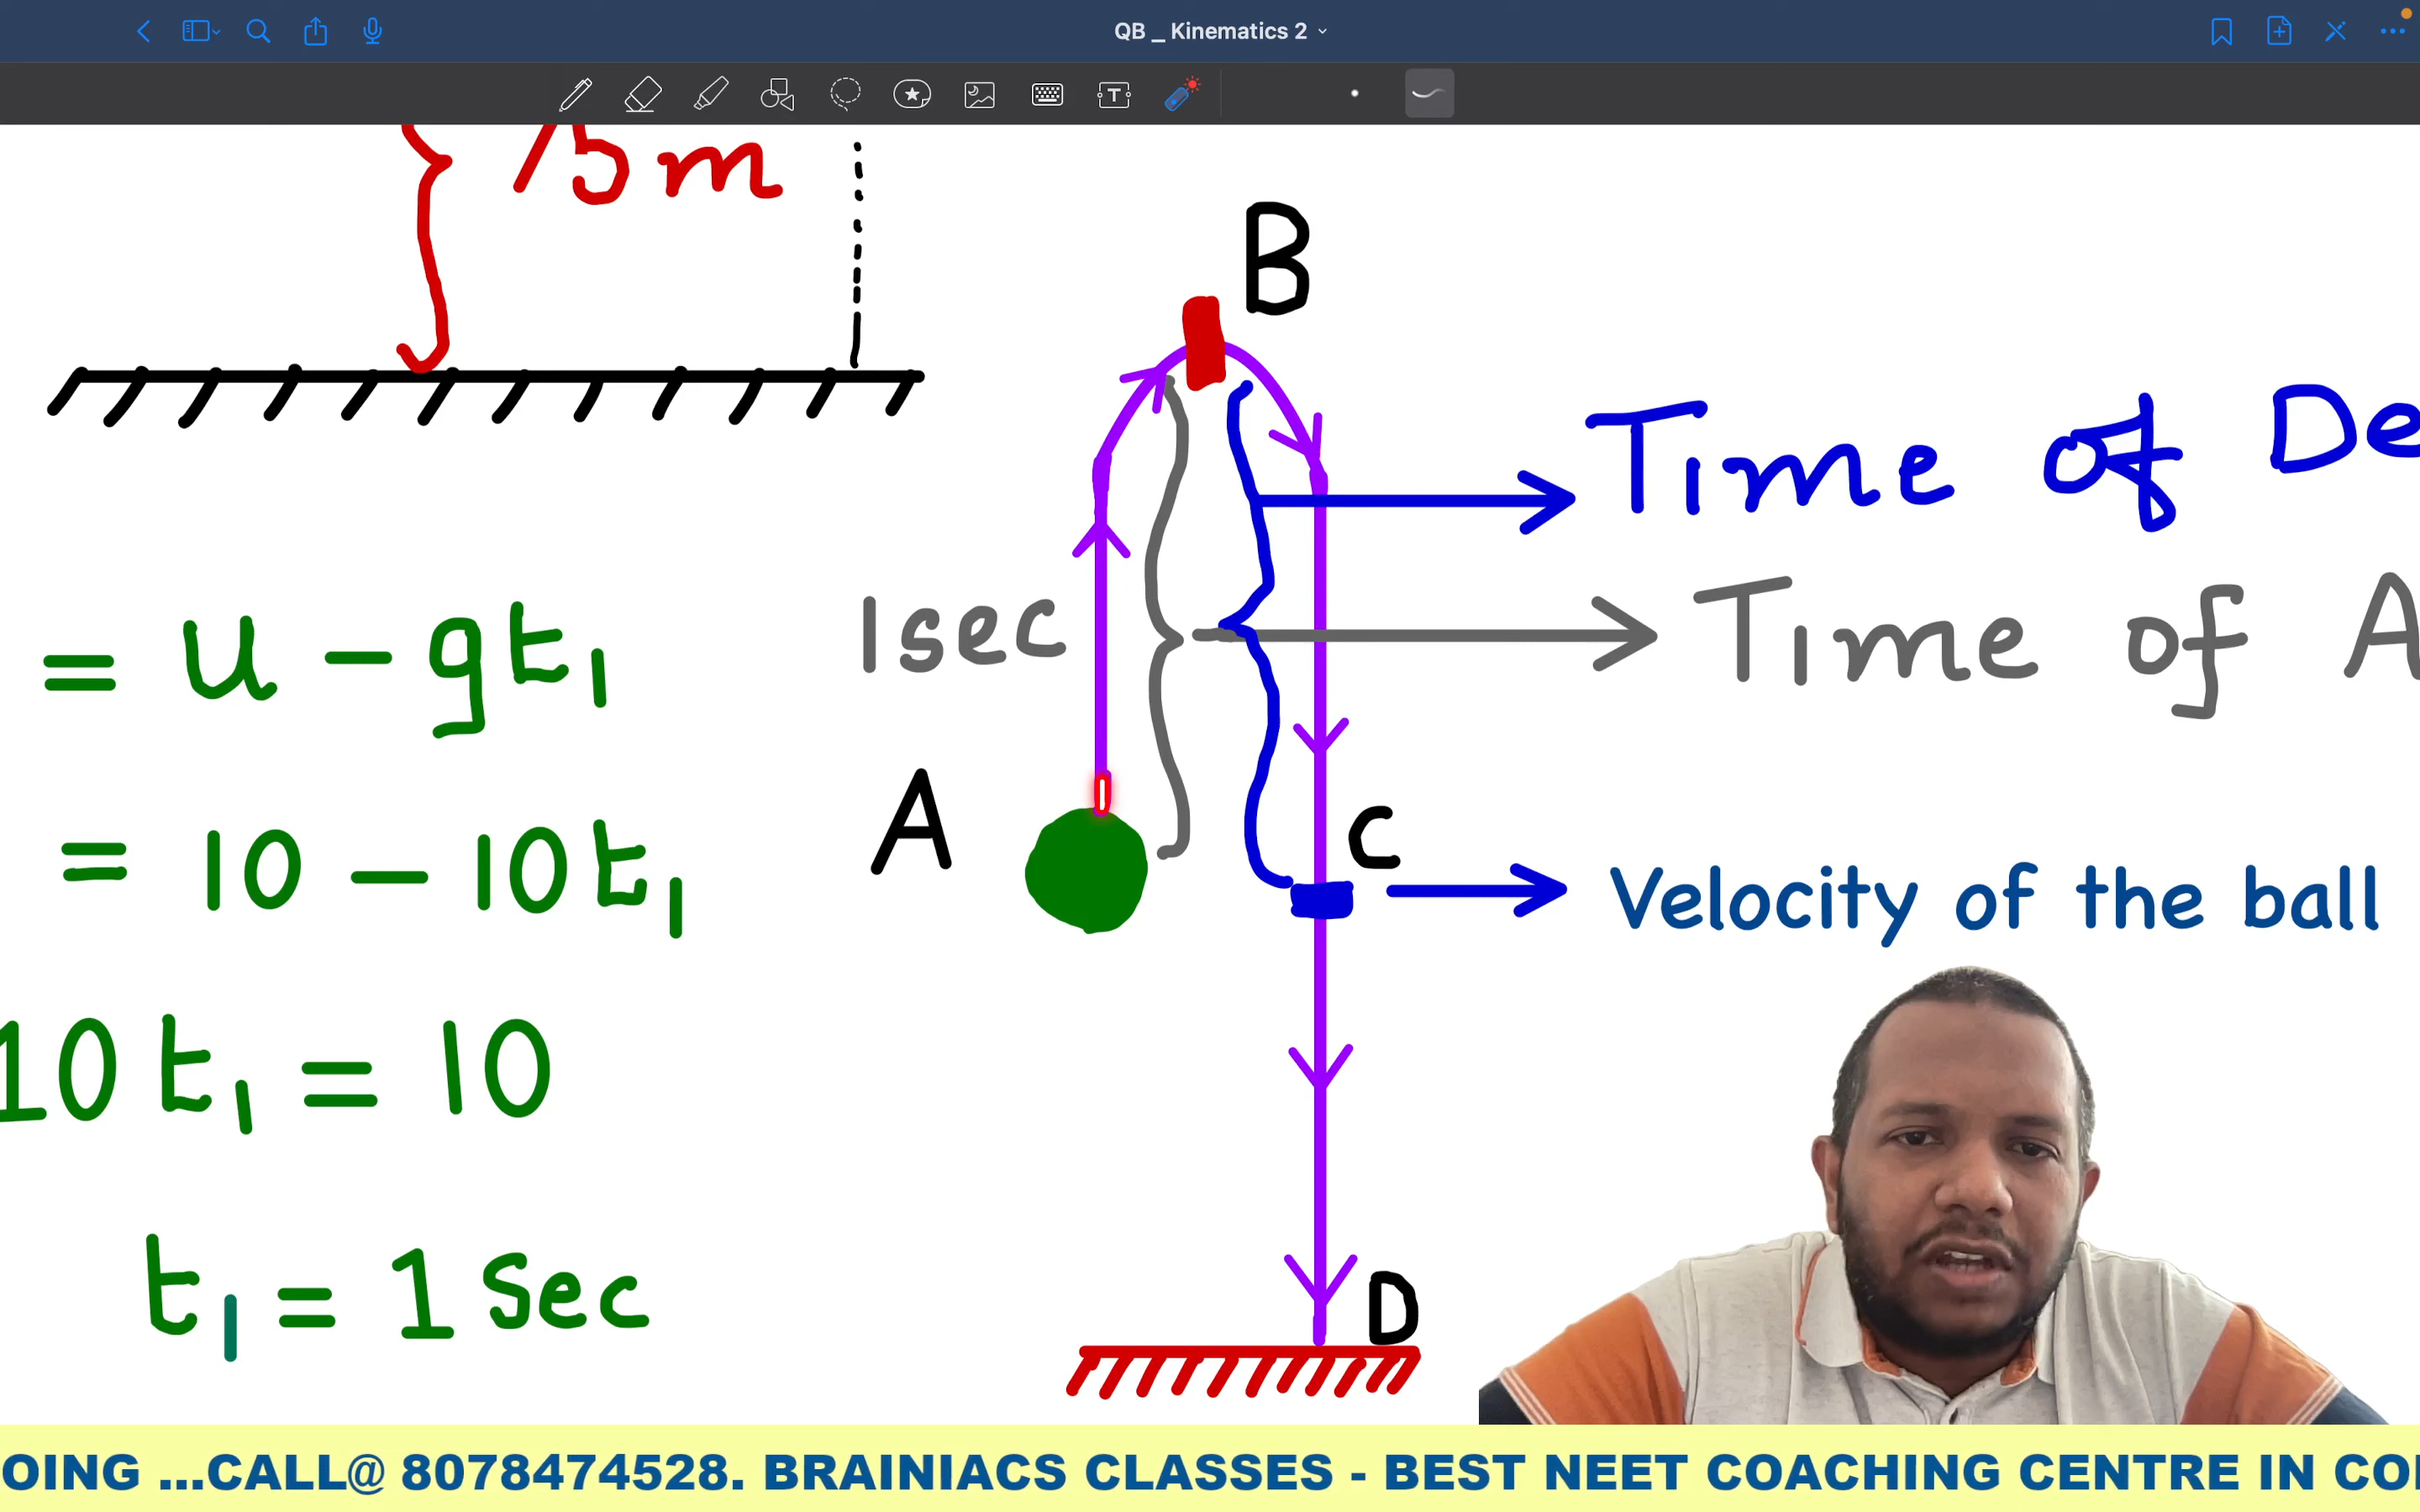 QB _ Kinematics 2
75m
B
Time of De
1sec
Time of A
= u - gt₁
A
C
= 10 - 10t₁
Velocity of the ball
10t₁ = 10
t₁ = 1 Sec
D
OING ...CALL@ 8078474528. BRAINIACS CLASSES - BEST NEET COACHING CENTRE IN CO